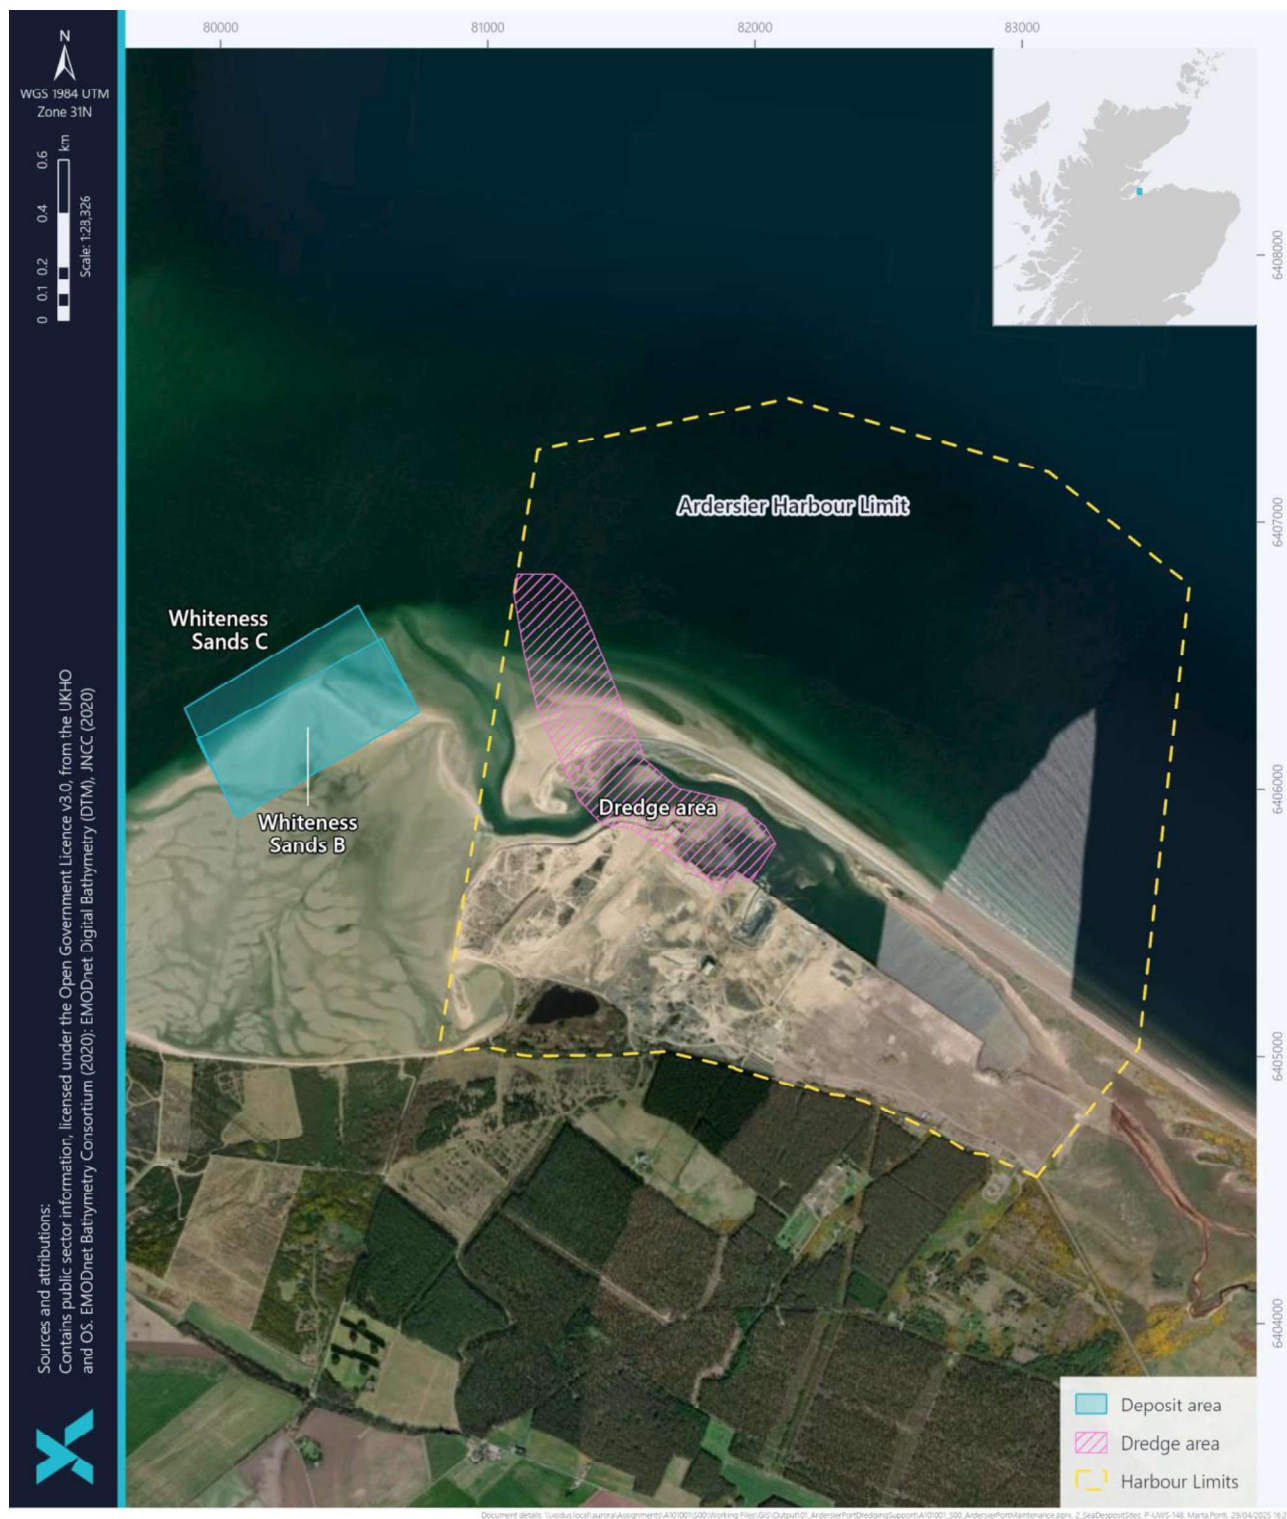 80000
81000
82000
83000
N
WGS 1984 UTM
Zone 31N
0 0.1 0.2 0.4 0.6 km
Scale: 1:28,326
6408000
6407000
6406000
6405000
6404000
Ardersier Harbour Limit
Whiteness
Sands C
Whiteness
Sands B
Dredge area
Sources and attributions:
Contains public sector information, licensed under the Open Government Licence v3.0, from the UKHO
and OS. EMODnet Bathymetry Consortium (2020): EMODnet Digital Bathymetry (DTM), JNCC (2020)
Deposit area
Dredge area
Harbour Limits